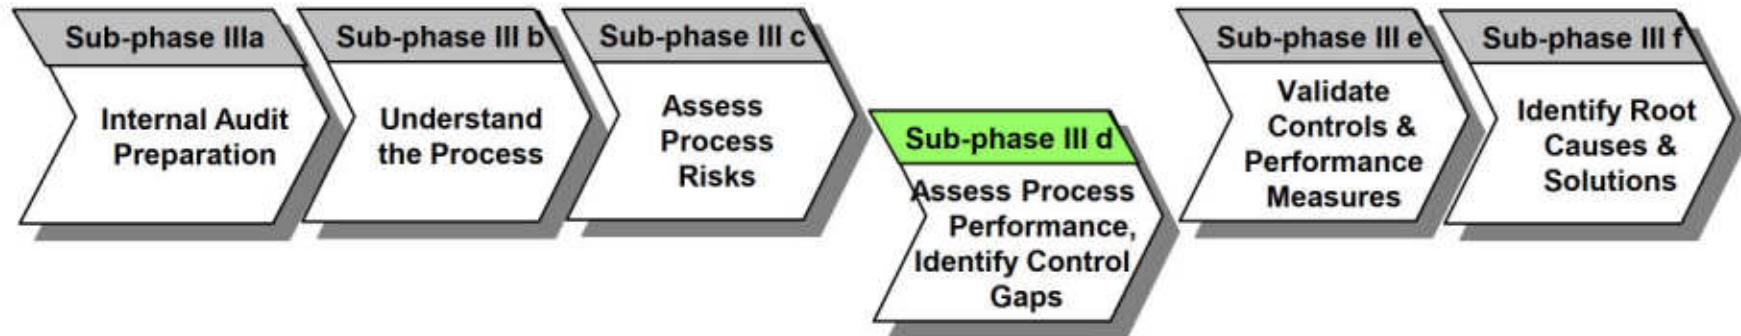 Sub-phase IIIa
Internal Audit
Preparation
Sub-phase III b
Understand
the Process
Sub-phase III c
Assess
Process
Risks
Sub-phase III d
Assess Process
Performance,
Identify Control
Gaps
Sub-phase III e
Validate
Controls &
Performance
Measures
Sub-phase III f
Identify Root
Causes &
Solutions